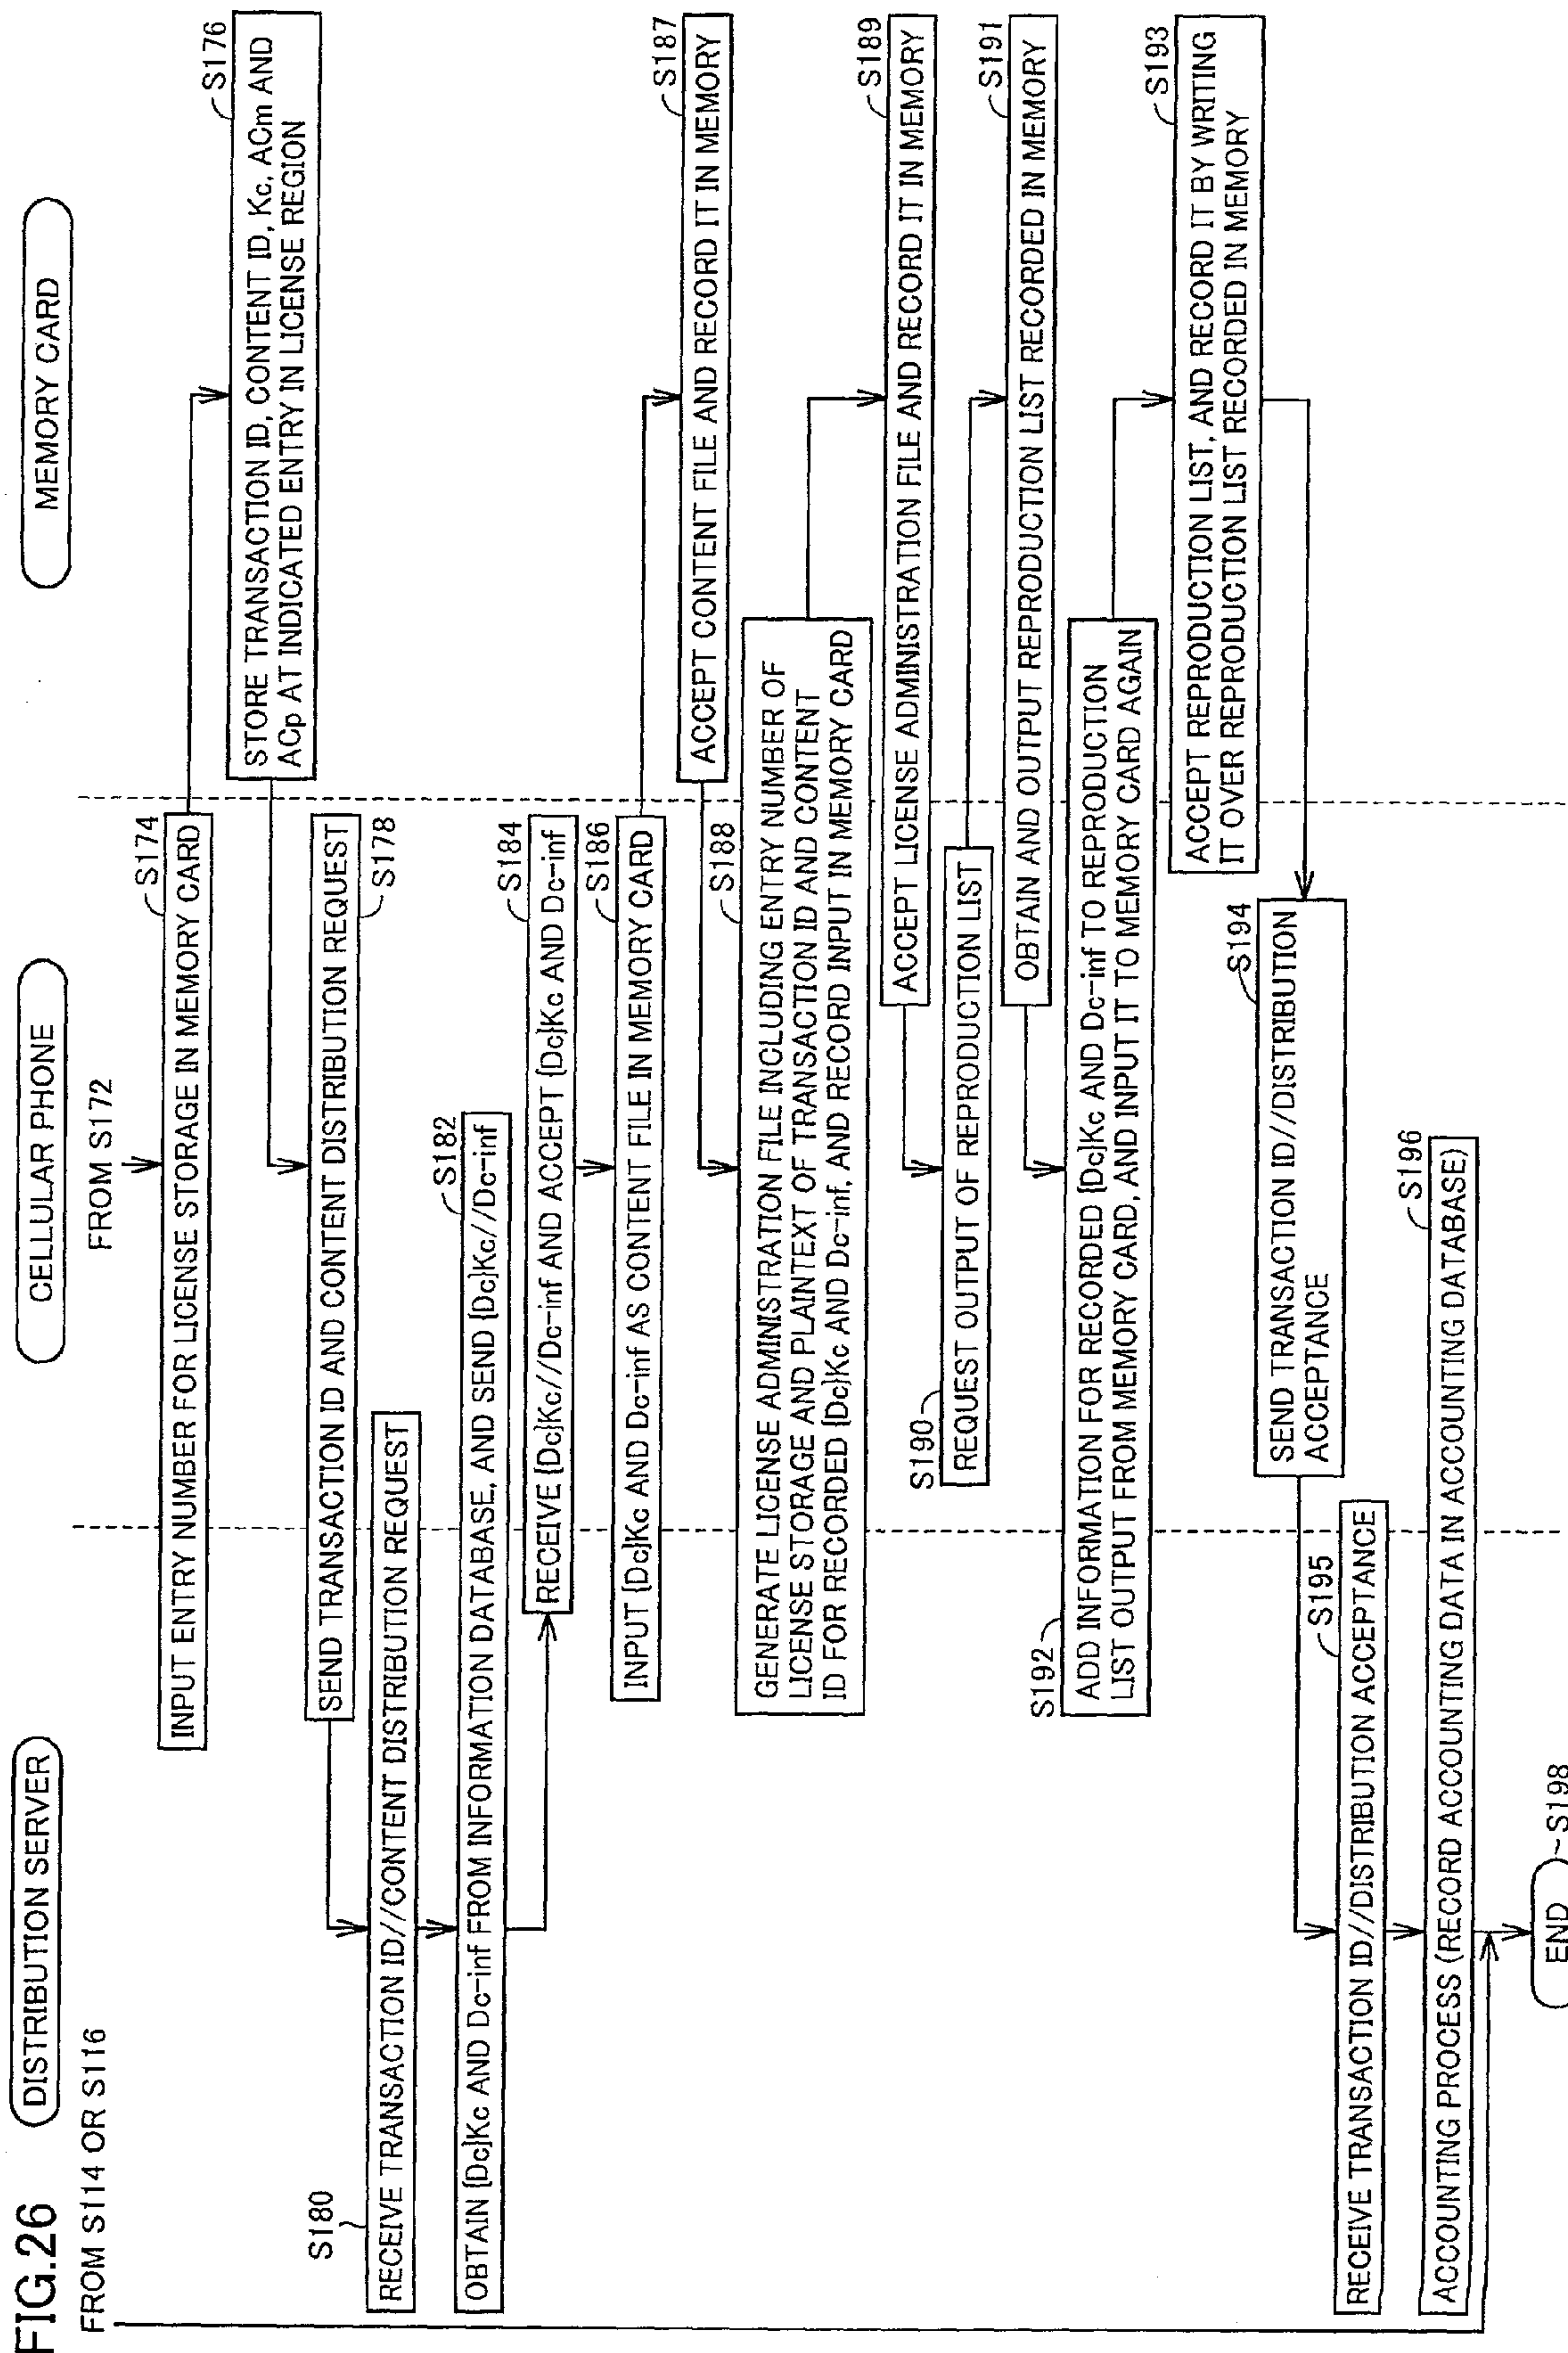 FIG.26
DISTRIBUTION SERVER
CELLULAR PHONE
MEMORY CARD
FROM S114 OR S116
FROM S172
S174
INPUT ENTRY NUMBER FOR LICENSE STORAGE IN MEMORY CARD
S176
STORE TRANSACTION ID, CONTENT ID, Kc, ACm AND
ACp AT INDICATED ENTRY IN LICENSE REGION
SEND TRANSACTION ID AND CONTENT DISTRIBUTION REQUEST
S178
S180
RECEIVE TRANSACTION ID//CONTENT DISTRIBUTION REQUEST
S182
OBTAIN {Dc}Kc AND Dc-inf FROM INFORMATION DATABASE, AND SEND {Dc}Kc//Dc-inf
S184
RECEIVE {Dc}Kc//Dc-inf AND ACCEPT {Dc}Kc AND Dc-inf
S186
INPUT {Dc}Kc AND Dc-inf AS CONTENT FILE IN MEMORY CARD
S187
ACCEPT CONTENT FILE AND RECORD IT IN MEMORY
S188
GENERATE LICENSE ADMINISTRATION FILE INCLUDING ENTRY NUMBER OF
LICENSE STORAGE AND PLAINTEXT OF TRANSACTION ID AND CONTENT
ID FOR RECORDED {Dc}Kc AND Dc-inf, AND RECORD INPUT IN MEMORY CARD
S189
ACCEPT LICENSE ADMINISTRATION FILE AND RECORD IT IN MEMORY
S190
REQUEST OUTPUT OF REPRODUCTION LIST
S191
OBTAIN AND OUTPUT REPRODUCTION LIST RECORDED IN MEMORY
S192
ADD INFORMATION FOR RECORDED {Dc}Kc AND Dc-inf TO REPRODUCTION
LIST OUTPUT FROM MEMORY CARD, AND INPUT IT TO MEMORY CARD AGAIN
S193
ACCEPT REPRODUCTION LIST, AND RECORD IT BY WRITING
IT OVER REPRODUCTION LIST RECORDED IN MEMORY
S194
SEND TRANSACTION ID//DISTRIBUTION
ACCEPTANCE
S195
RECEIVE TRANSACTION ID//DISTRIBUTION ACCEPTANCE
S196
ACCOUNTING PROCESS (RECORD ACCOUNTING DATA IN ACCOUNTING DATABASE)
END
S198